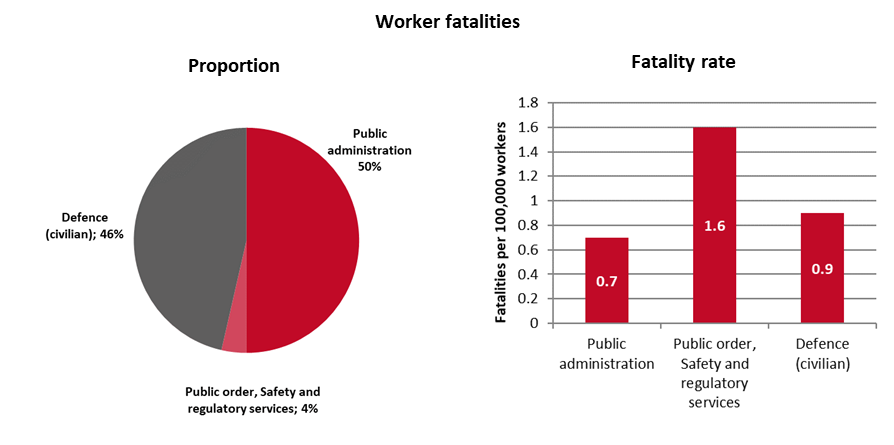 Worker fatalities
Proportion
Public
administration
50%
Defence
(civilian); 46%
Public order, Safety and
regulatory services; 4%
Fatality rate
Fatalities per 100,000 workers
1.8
1.6
1.4
1.2
1
0.8
0.6
0.4
0.2
0
0.7
1.6
0.9
Public
administration
Public order,
Safety and
regulatory
services
Defence
(civilian)